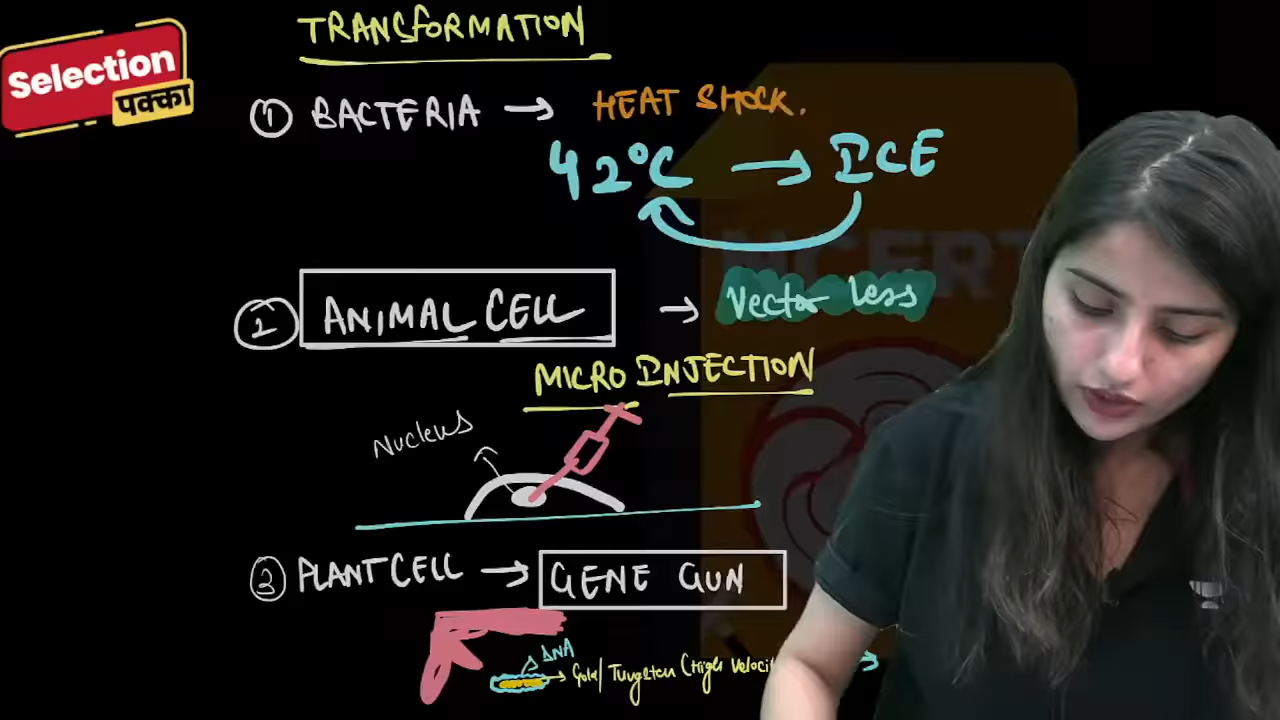 TRANSFORMATION
Selection
पक्का
① BACTERIA → HEAT SHOCK.
42°C → ICE
NCERT
② ANIMAL CELL → Vector less
MICRO INJECTION
Nucleus
③ PLANT CELL → GENE GUN
DNA
→ Gold/ Tungsten (High Velocit